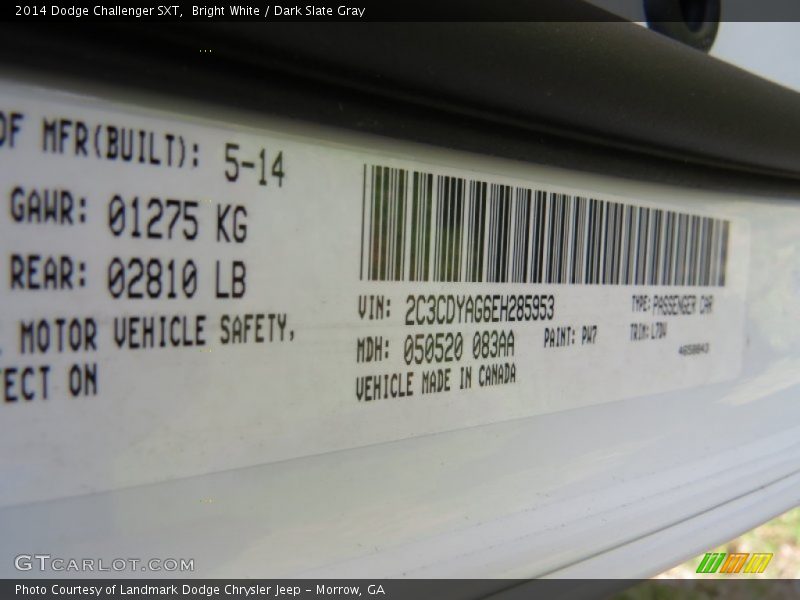 2014 Dodge Challenger SXT,  Bright White / Dark Slate Gray
OF MFR(BUILT): 5-14
GAWR: 01275 KG
REAR: 02810 LB
MOTOR VEHICLE SAFETY,
ECT ON
VIN: 2C3CDYAG6EH285953
TYPE: PASSENGER CAR
MDH: 050520 083AA
PAINT: PW7
TRIM:
VEHICLE MADE IN CANADA
GTCARLOT.COM
Photo Courtesy of Landmark Dodge Chrysler Jeep - Morrow, GA